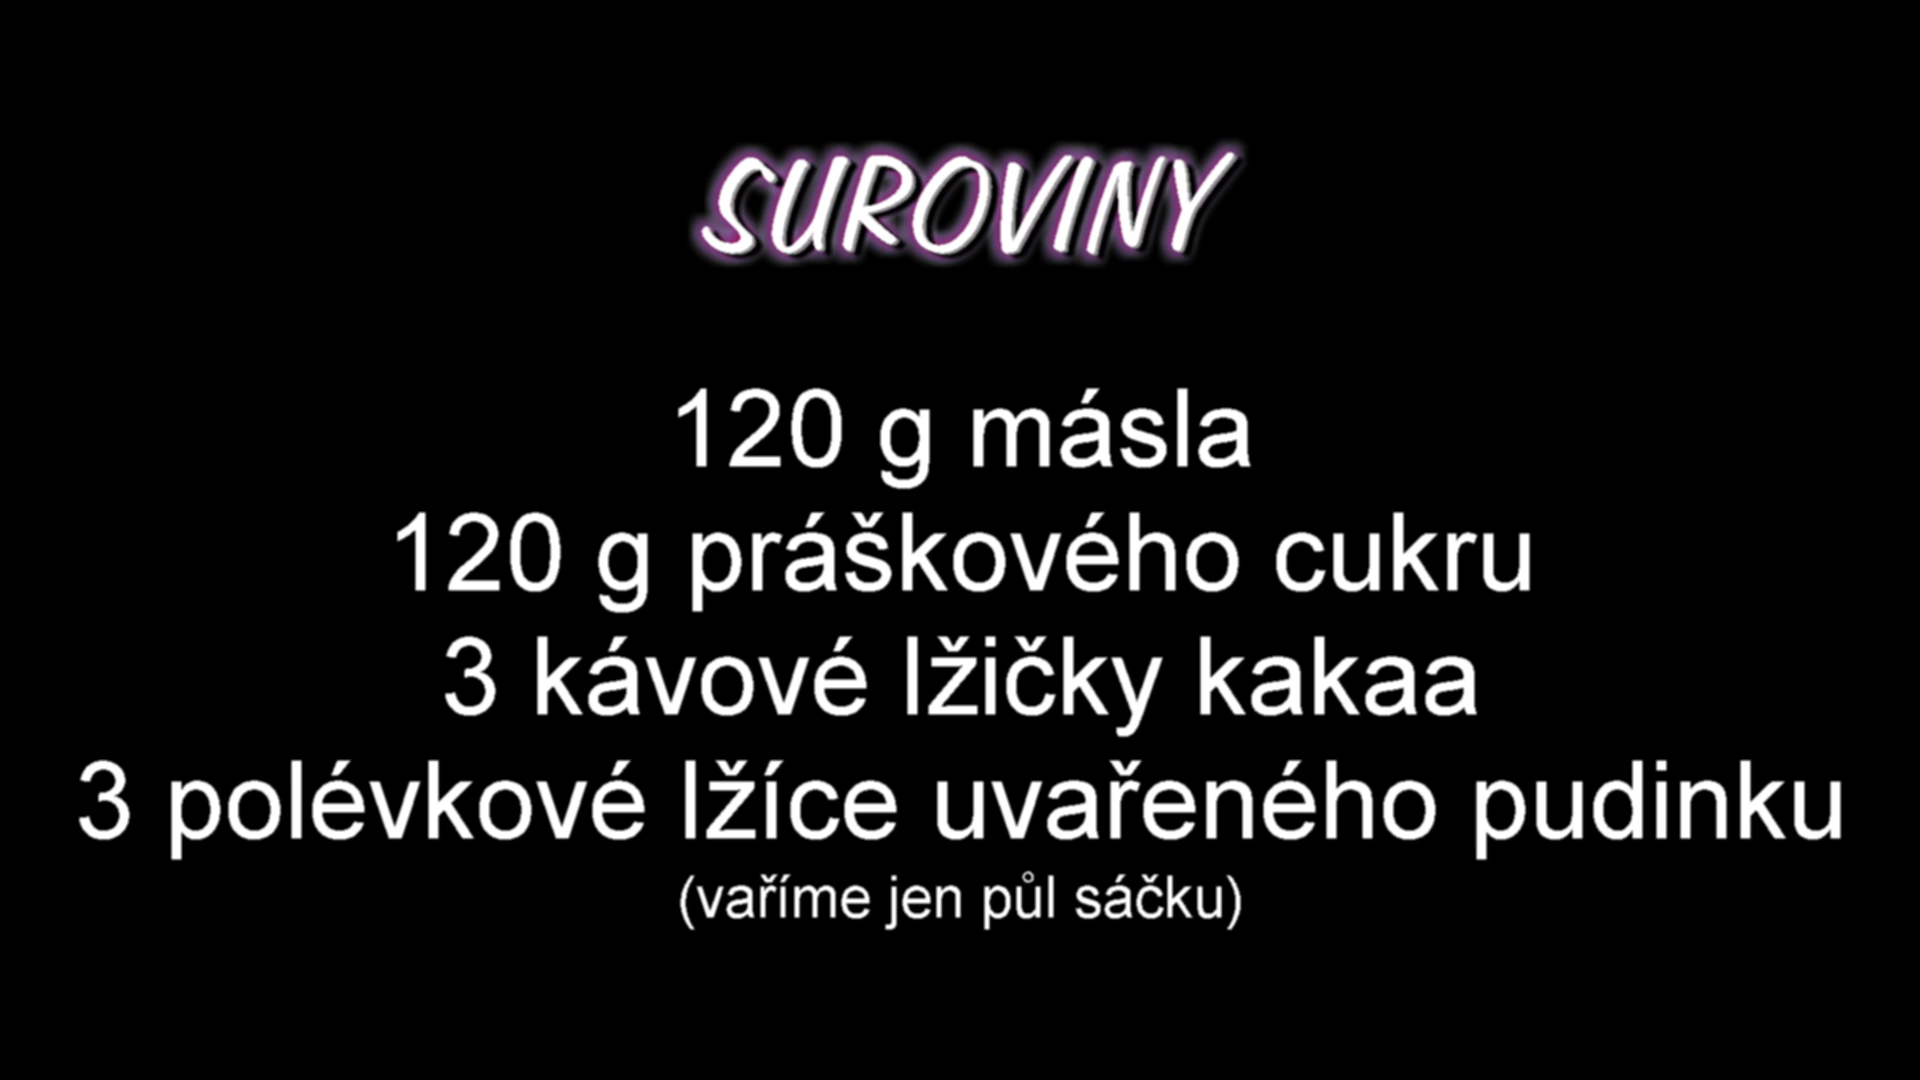 SUROVINY
120 g másla
120 g práškového cukru
3 kávové lžičky kakaa
3 polévkové lžíce uvařeného pudinku
(vaříme jen půl sáčku)